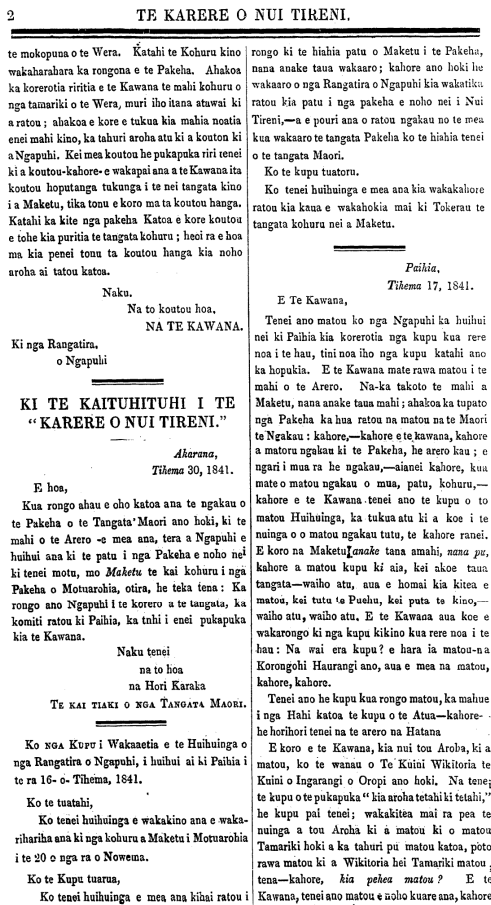 2
TE KARERE O NUI TIRENI.
te mokopuna o te Wera. Katahi te Kohuru kino
wakaharahara ka rongona e te Pakeha. Ahakoa
ka korerotia riritia e te Kawana te mahi kohuru o
nga tamariki o te Wera, muri iho itana atawai ki
a ratou; ahakoa e kore e tukua kia mahia noatia
enei mahi kino, ka tahuri aroha atu ki a kouton ki
a Ngapuhi. Kei mea koutou he pukapuka riri tenei
ki a koutou-kahore-e wakapai ana a te Kawana ita
koutou hoputanga tukunga i te nei tangata kino
i a Maketu, tika tonu e koro ma ta koutou hanga.
Katahi ka kite nga pakeha Katoa e kore koutou
e tohe kia puritia te tangata kohuru; heoi ra e hoa
ma kia penei tonu ta koutou hanga kia noho
aroha ai tatou katoa.
Naku.
Na to koutou hoa,
NA TE KAWANA.
Ki nga Rangatira,
o Ngapuhi
KI TE KAITUHITUHI I TE
"KARERE O NUI TIRENI."
Akarana,
Tihema 30, 1841.
E hoa,
Kua rongo ahau e oho katoa ana te ngakau o
te Pakeha o te Tangata Maori ano hoki, ki te
mahi o te Arero -e mea ana, tera a Ngapuhi e
huihui ana ki te patu i nga Pakeha e noho nei
ki tenei motu, mo Maketu te kai kohuru i nga
Pakeha o Motuarohia, otira, he teka tena: Ka
rongo ano Ngapuhi i te korero a te tangata, ka
komiti ratou ki Paihia, ka tnhi i enei pukapuka
kia te Kawana.
Naku tenei
na to hoa
na Hori Karaka
TE KAI TIAKI O NGA TANGATA MAORI.
Ko NGA KUPU i Wakaaetia e te Huihuinga o
nga Rangatira o Ngapuhi, i huihui ai ki Paihia i
te ra 16- o- Tihema, 1841.
Ko te tuatahi,
Ko tenei huihuinga e wakakino ana e waka-
rihariha ana ki nga kohuru a Maketu i Motuarohia
i te 20 o nga ra o Nowema.
Ko te Kupu tuarua,
Ko tenei huihuinga e mea ana kihai ratou i
rongo ki te hiahia patu o Maketu i te Pakeha,
nana anake taua wakaaro; kahore ano hoki he
wakaaro o nga Rangatira o Ngapuhi kia wakatika
ratou kia patu i nga pakeha e noho nei i Nui
Tireni,—a e pouri ana o ratou ngakau no te mea
kua wakaaro te tangata Pakeha ko te hiahia tenei
o te tangata Maori.
Ko te kupu tuatoru.
Ko tenei huihuinga e mea ana kia wakakahore
ratou kia kaua e wakahokia mai ki Tokerau te
tangata kohuru nei a Maketu.
Paihia,
Tihema 17, 1841.
E Te Kawana,
Tenei ano matou ko nga Ngapuhi ka huihui
nei ki Paihia kia korerotia nga kupu kua rere
noa i te hau, tini noa iho nga kupu katahi ano
ka hopukia. E te Kawana mate rawa matou i te
mahi o te Arero. Na-ka takoto te mahi a
Maketu, nana anake taua mahi; ahakoa ka tupato
nga Pakeha ka hua ratou na matou na te Maori
te Ngakau: kahore,—kahore e te kawana, kahore
a matoru ngakau ki te Pakeha, he arero kau; e
ngari i mua ra he ngakau,—aianei kahore, kua
mate o matou ngakau o mua, patu, kohuru,—
kahore e te Kawana tenei ano te kupu o to
matou Huihuinga, ka tukua atu ki a koe i te
nuinga o o matou ngakau tutu, te kahore ranei.
E koro na Maketu anake tana amahi, nana pu,
kahore a matou kupu ki aia, kei akoe taua
tangata—waiho atu, aua e homai kia kitea e
matou, kei tutu te Puehu, kei puta te kino,—
waiho atu, waiho atu. E te Kawana aua koe e
wakarongo ki nga kupu kikino kua rere noa i te
hau: Na wai era kupu? e hara ia matou-na
Korongohi Haurangi ano, aua e mea na matou,
kahore, kahore.
Tenei ano he kupu kua rongo matou, ka mahue
i nga Hahi katoa te kupu o te Atua—kahore-
he horihori tenei na te arero na Hatana
E koro e te Kawana, kia nui tou Aroha, ki a
matou, ko te wanau o Te Kuini Wikitoria te
Kuini o Ingarangi o Oropi ano hoki. Na tene;
te kupu o te pukapuka "kia aroha tetahi ki tetahi,"
he kupu pai tenei; wakakitea mai ra pea te
nuinga a tou Aroha ki a matou ki o matou
Tamariki hoki a ka tahuri pu matou katoa, poto
rawa matou ki a Wikitoria hei Tamariki matou,
tena—kahore, kia pehea matou? E te
Kawana, tenei ano matou e noho kuare ana, kahore